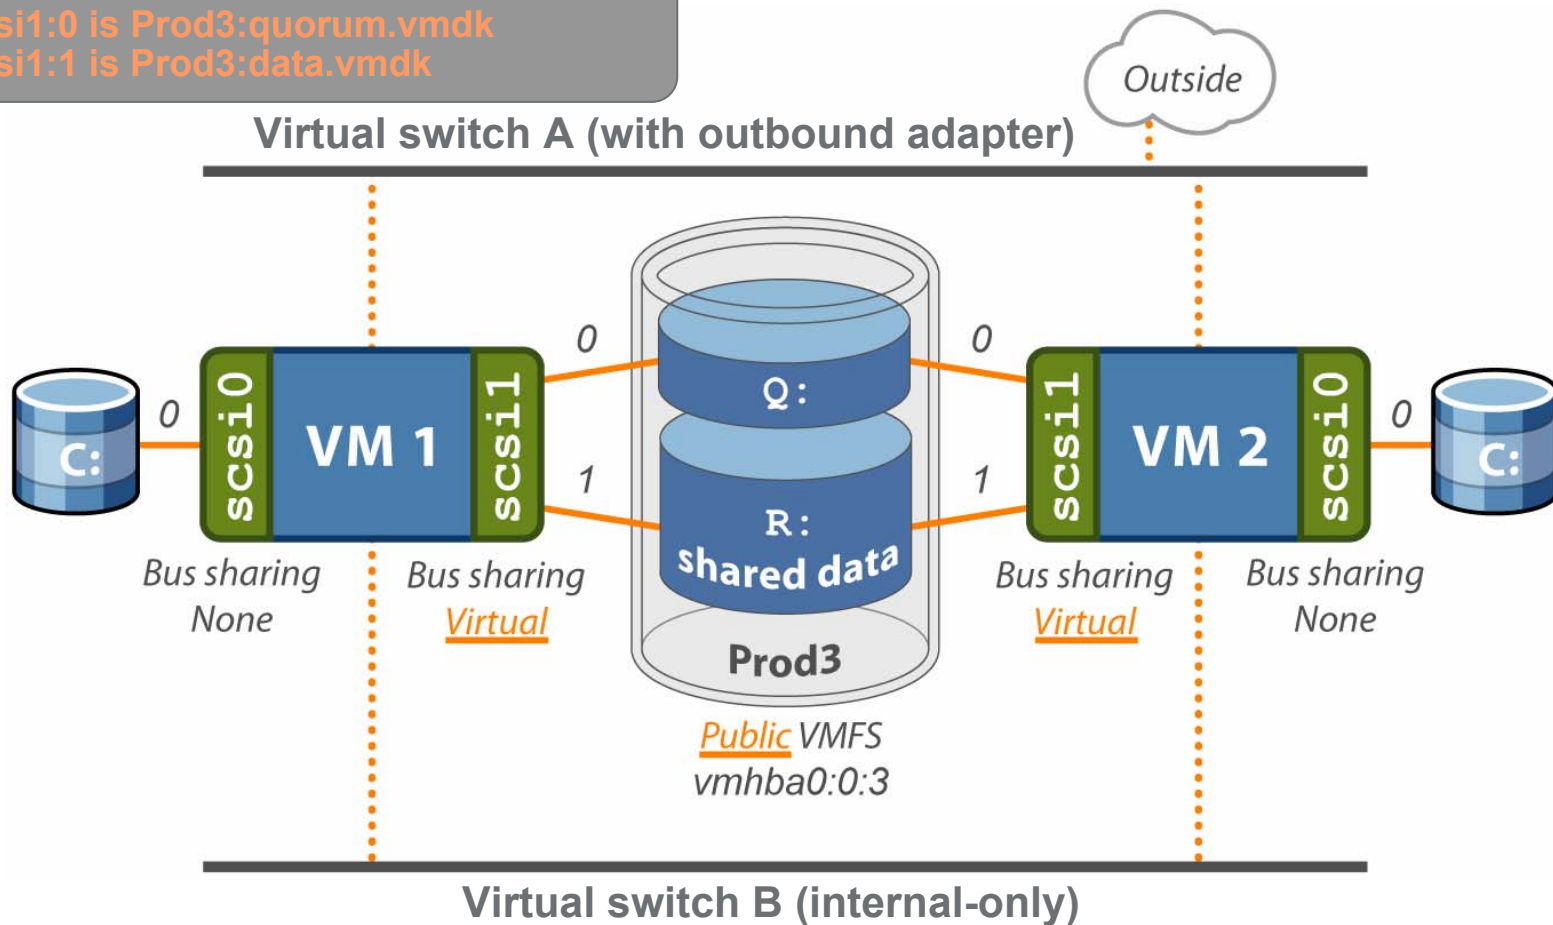 si1:0 is Prod3:quorum.vmdk
si1:1 is Prod3:data.vmdk
Outside
Virtual switch A (with outbound adapter)
0
0
Q:
0
scsi0
VM 1
scsi1
scsi1
VM 2
scsi0
0
C:
C:
1
1
R:
shared data
Bus sharing
None
Bus sharing
Virtual
Bus sharing
Virtual
Bus sharing
None
Prod3
Public VMFS
vmhba0:0:3
Virtual switch B (internal-only)